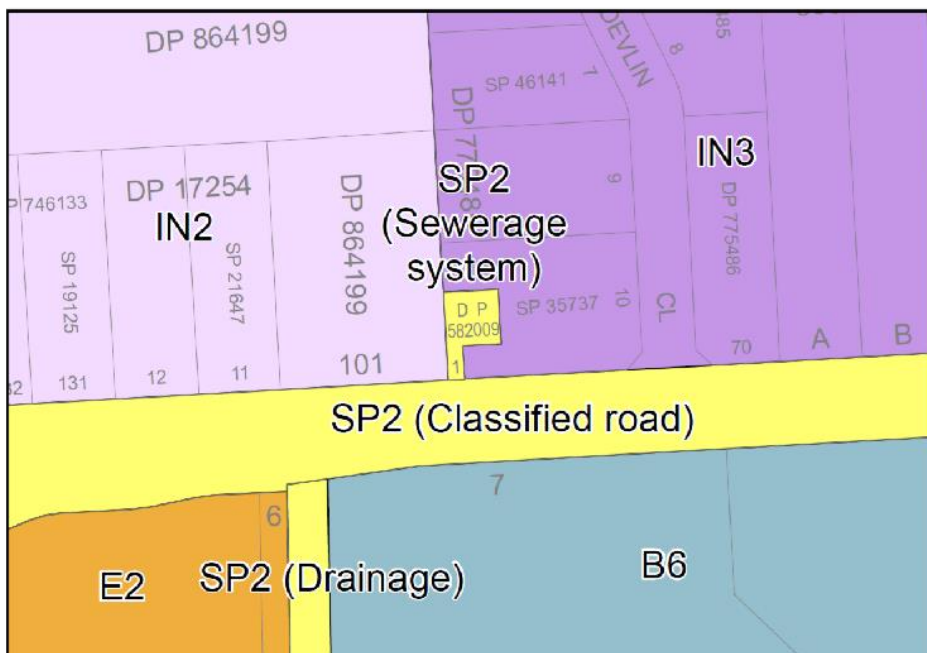 DP 864199
DEVLIN
8
485
7
SP 46141
IN3
SP2
(Sewerage
system)
9
DP 775486
DP 17254
746133
IN2
SP 19125
SP 21647
DP 864199
D P
582009
SP 35737
10
CL
70
A
B
1
101
11
12
131
SP2 (Classified road)
7
6
E2
SP2 (Drainage)
B6